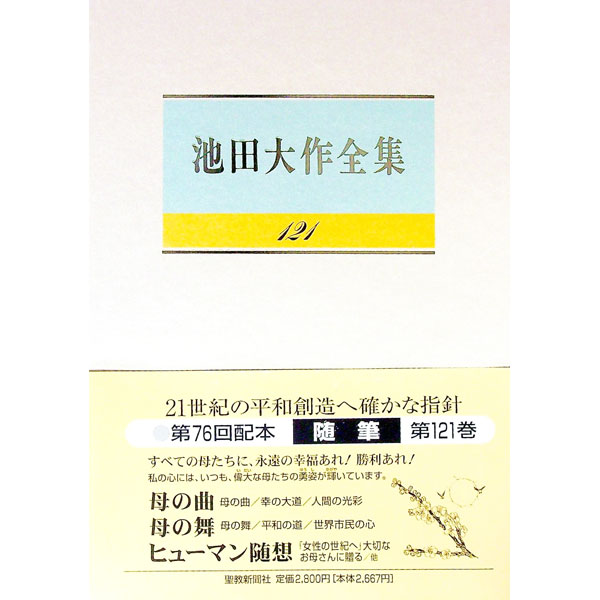 池田大作全集
121
21世紀の平和創造へ確かな指針
第76回配本 随筆 第121巻
すべての母たちに、永遠の幸福あれ! 勝利あれ!
私の心には、いつも、偉大な母たちの勇姿が輝いています。
母の曲 母の曲/幸の大道/人間の光彩
母の舞 母の舞/平和の道/世界市民の心
ヒューマン随想 「女性の世紀へ」大切なお母さんに贈る/他
聖教新聞社 定価2,800円[本体2,667円]